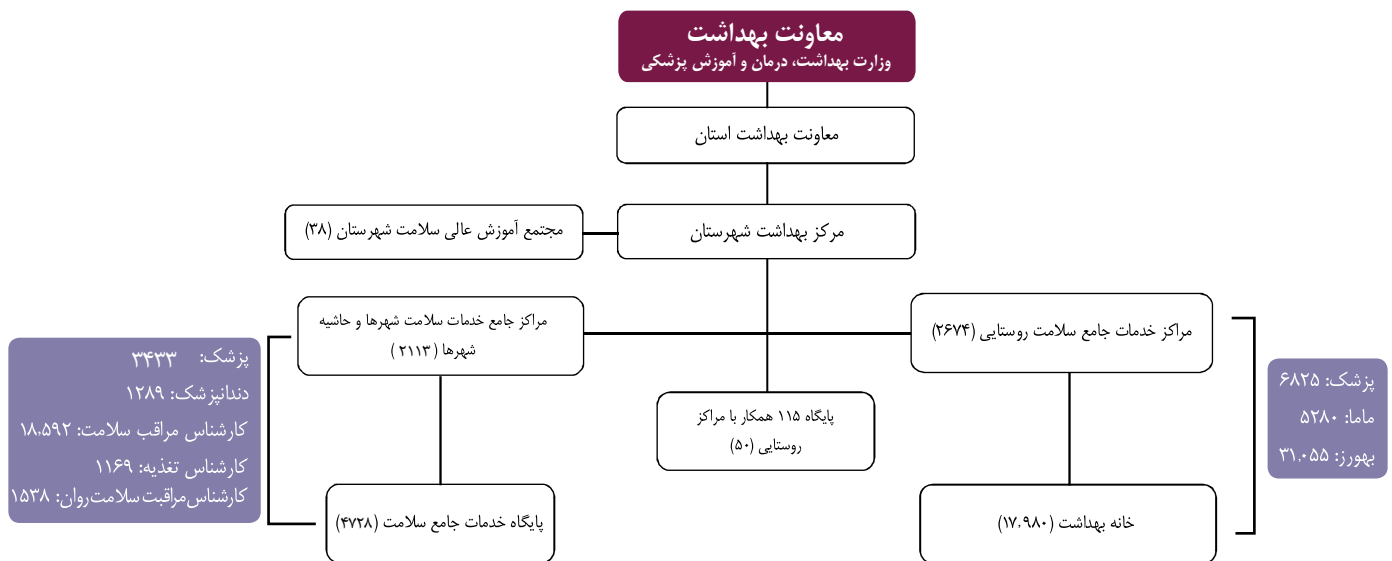 معاونت بهداشت
وزارت بهداشت، درمان و آموزش پزشکی
معاونت بهداشت استان
مرکز بهداشت شهرستان
مجتمع آموزش عالی سلامت شهرستان (۳۸)
مراکز خدمات جامع سلامت روستایی (۲۶۷۴)
مراکز جامع خدمات سلامت شهرها و حاشیه
شهرها ( ۲۱۱۳ )
پایگاه ۱۱۵ همکار با مراکز
روستایی (۵۰)
خانه بهداشت (۱۷,۹۸۰)
پایگاه خدمات جامع سلامت (۴۷۲۸)
پزشک: ۶۸۲۵
ماما: ۵۲۸۰
بهورز: ۳۱,۰۵۵
پزشک: ۳۴۳۳
دندانپزشک: ۱۲۸۹
کارشناس مراقب سلامت: ۱۸,۵۹۲
کارشناس تغذیه: ۱۱۶۹
کارشناس‌مراقبت‌سلامت‌روان: ۱۵۳۸